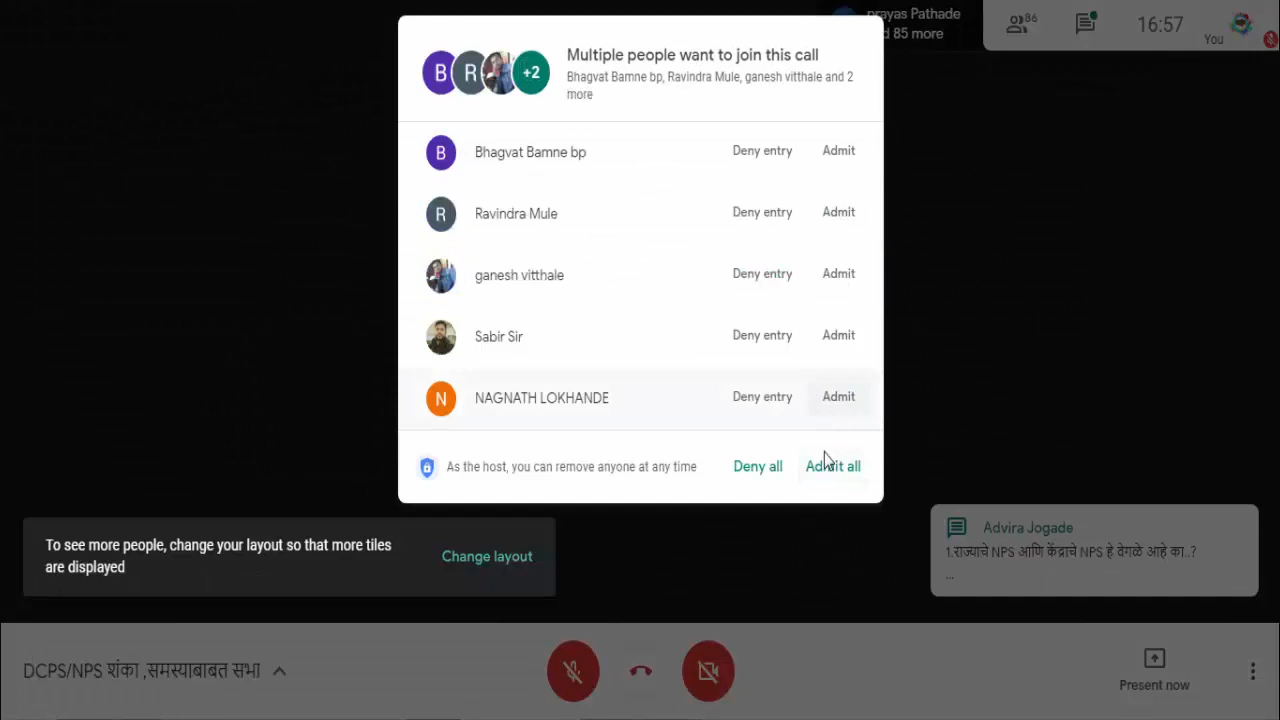 prayas Pathade
d 85 more
86
16:57
You
B R +2
Multiple people want to join this call
Bhagvat Bamne bp, Ravindra Mule, ganesh vitthale and 2
more
B Bhagvat Bamne bp Deny entry Admit
R Ravindra Mule Deny entry Admit
ganesh vitthale Deny entry Admit
Sabir Sir Deny entry Admit
N NAGNATH LOKHANDE Deny entry Admit
As the host, you can remove anyone at any time Deny all Admit all
To see more people, change your layout so that more tiles
are displayed
Change layout
Advira Jogade
1.राज्याचे NPS आणि केंद्राचे NPS हे वेगळे आहे का..?
...
DCPS/NPS शंका ,समस्याबाबत सभा
Present now